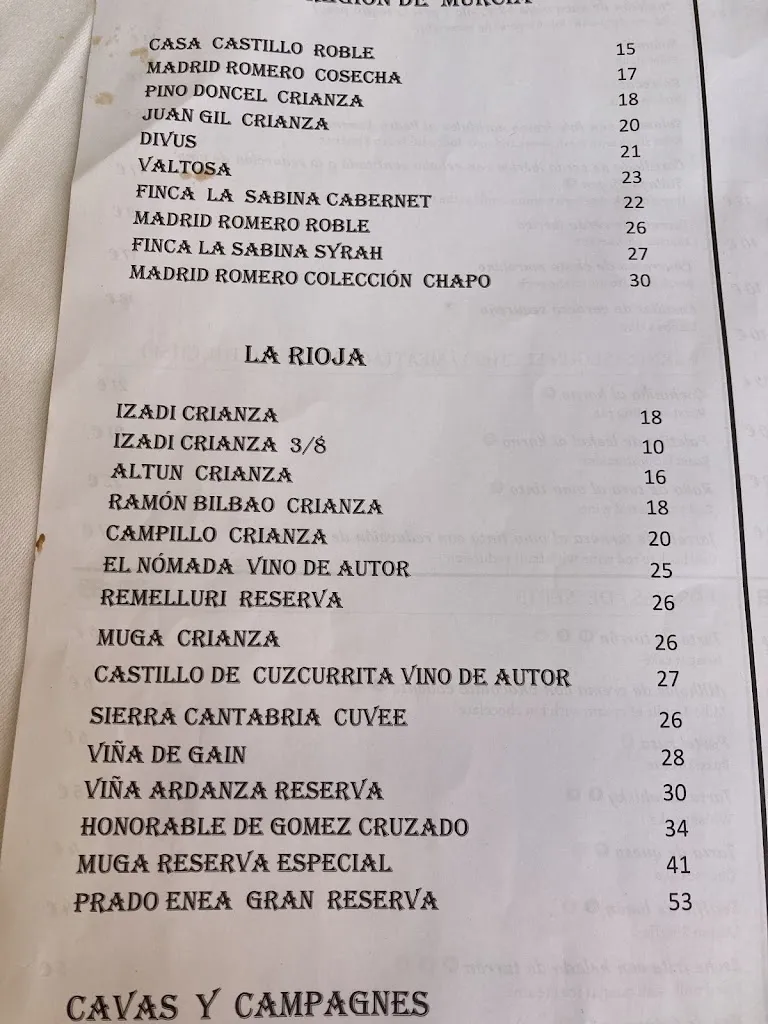 REGIÓN DE MURCIA
CASA CASTILLO ROBLE 15
MADRID ROMERO COSECHA 17
PINO DONCEL CRIANZA 18
JUAN GIL CRIANZA 20
DIVUS 21
VALTOSA 23
FINCA LA SABINA CABERNET 22
MADRID ROMERO ROBLE 26
FINCA LA SABINA SYRAH 27
MADRID ROMERO COLECCIÓN CHAPO 30
LA RIOJA
IZADI CRIANZA 18
IZADI CRIANZA 3/8 10
ALTUN CRIANZA 16
RAMÓN BILBAO CRIANZA 18
CAMPILLO CRIANZA 20
EL NÓMADA VINO DE AUTOR 25
REMELLURI RESERVA 26
MUGA CRIANZA 26
CASTILLO DE CUZCURRITA VINO DE AUTOR 27
SIERRA CANTABRIA CUVEE 26
VIÑA DE GAIN 28
VIÑA ARDANZA RESERVA 30
HONORABLE DE GOMEZ CRUZADO 34
MUGA RESERVA ESPECIAL 41
PRADO ENEA GRAN RESERVA 53
CAVAS Y CAMPAGNES